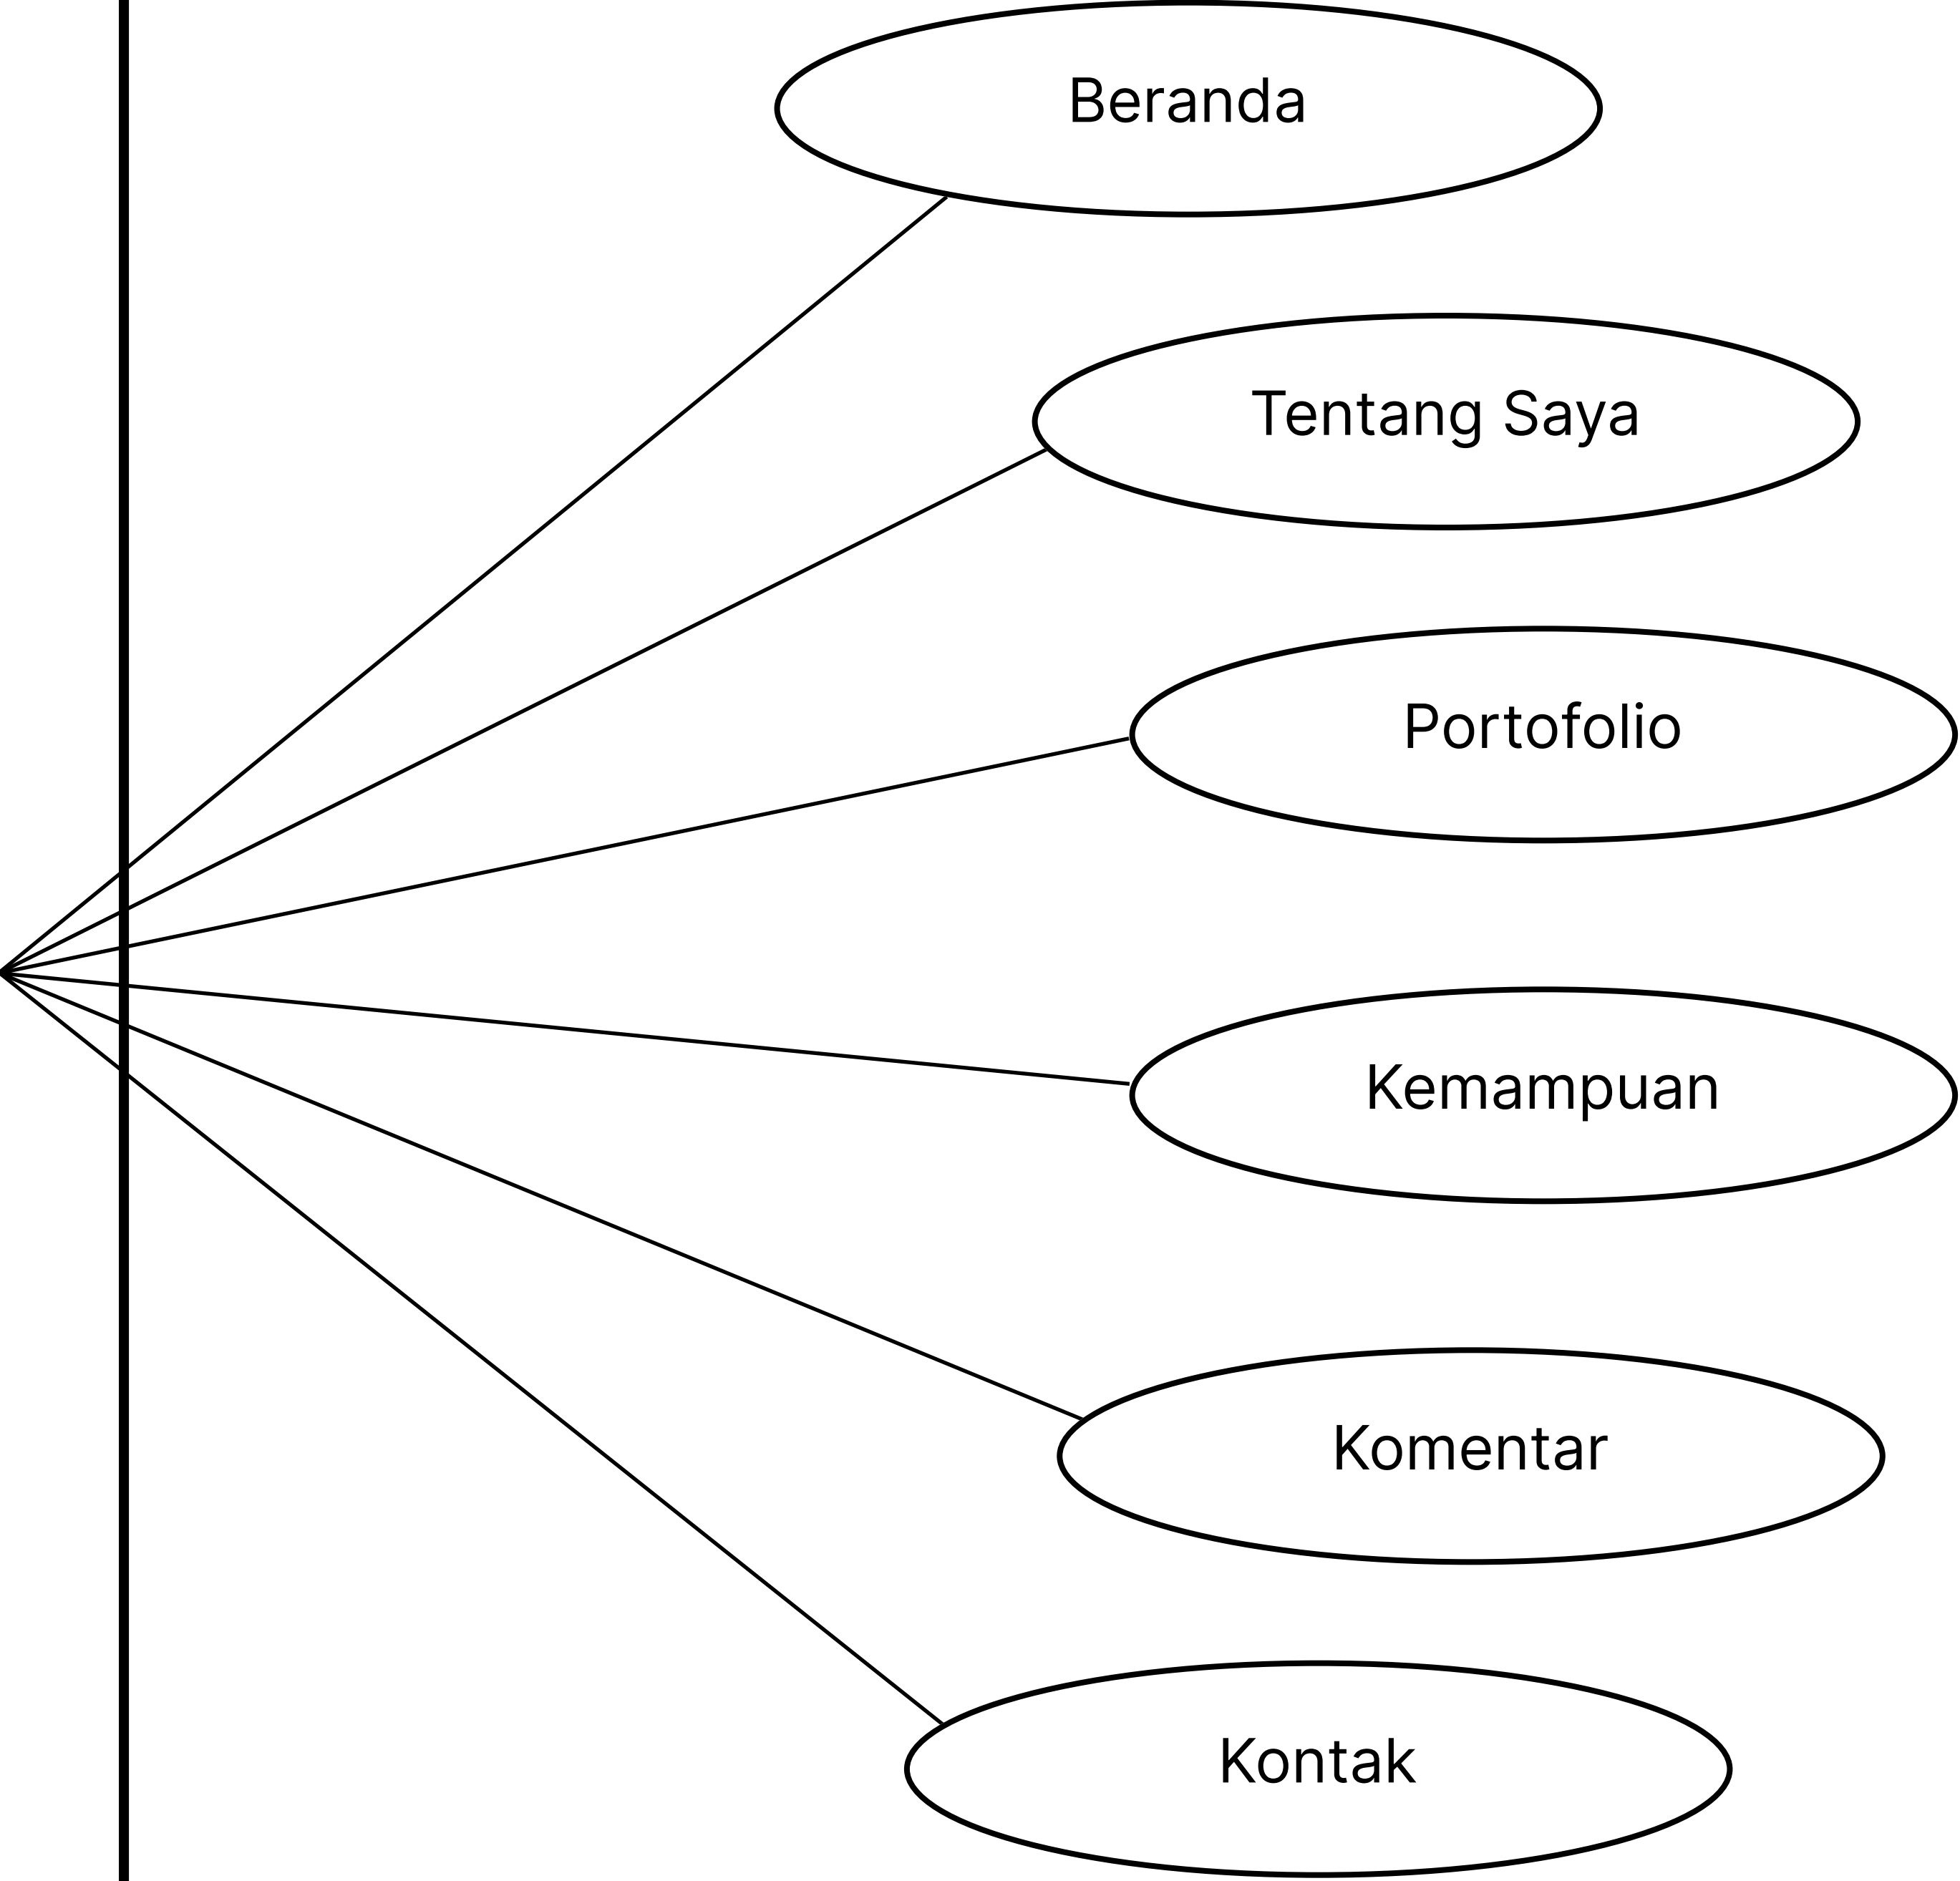 Beranda
Tentang Saya
Portofolio
Kemampuan
Komentar
Kontak